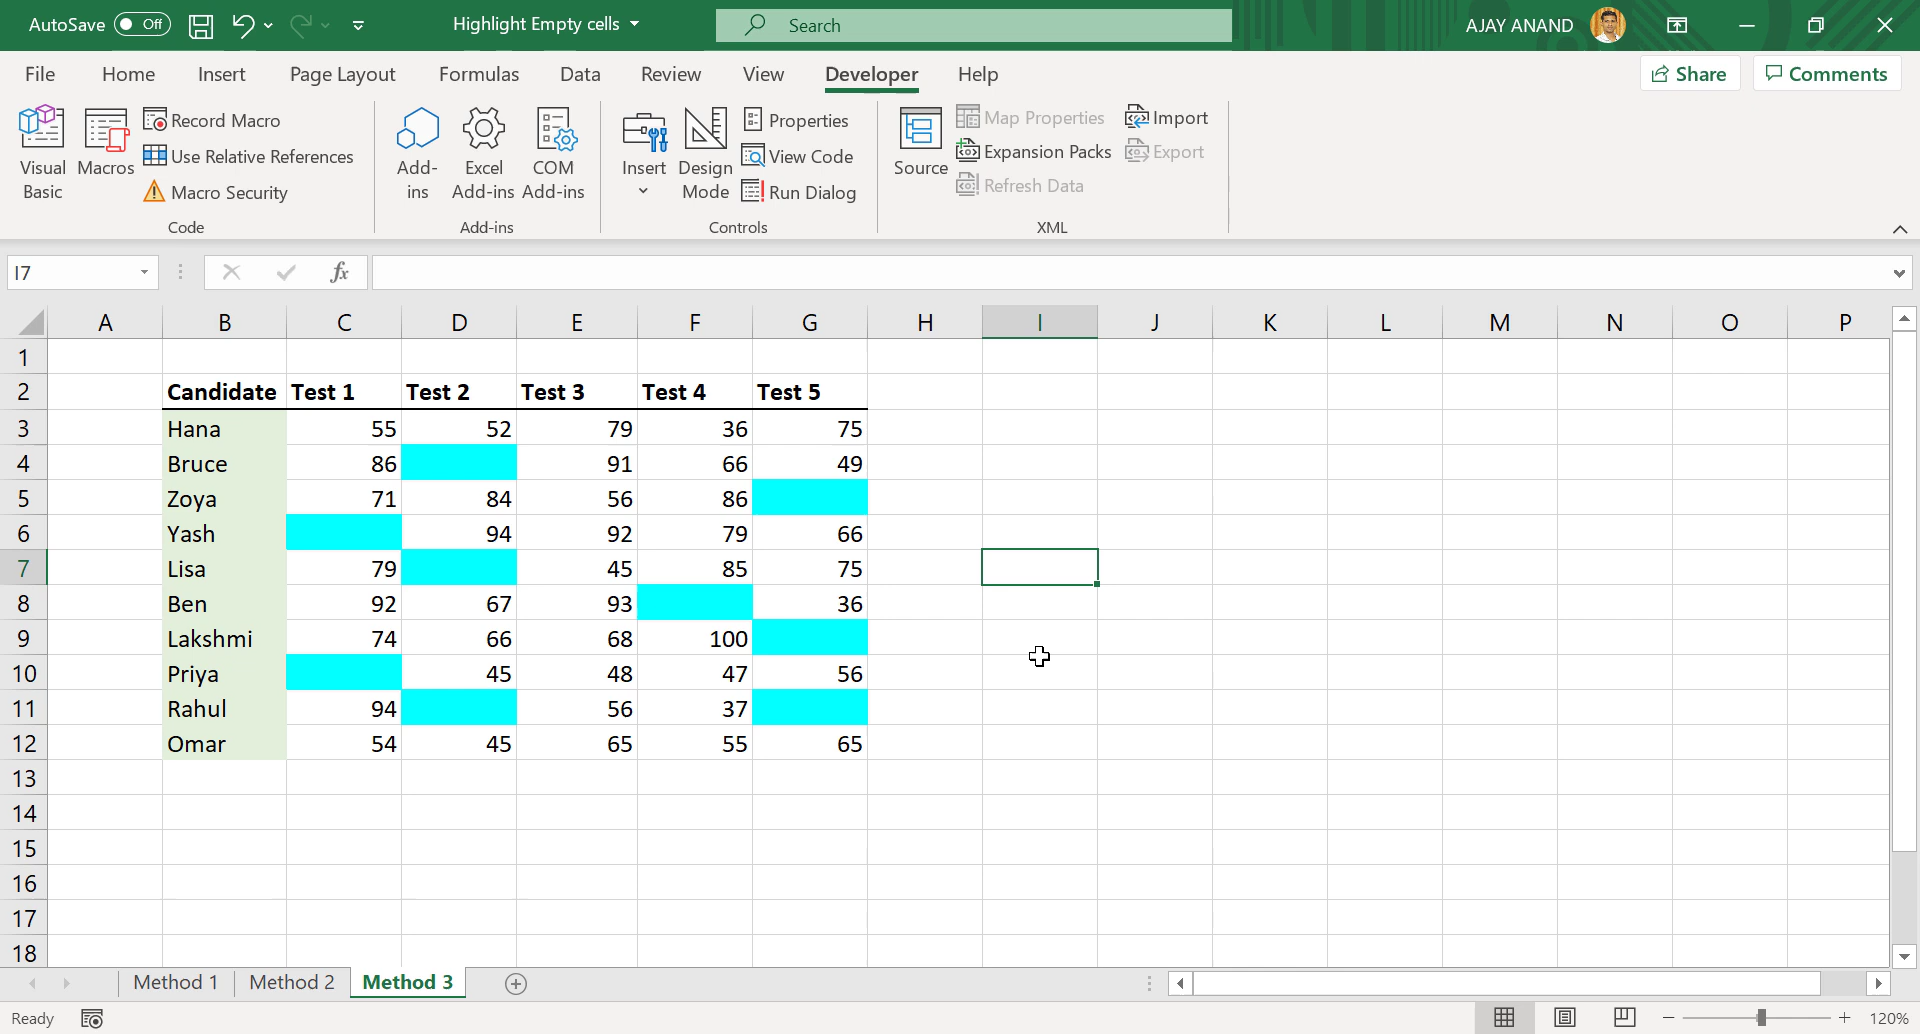 AutoSave Off Highlight Empty cells Search AJAY ANAND
File Home Insert Page Layout Formulas Data Review View Developer Help Share Comments
Visual Basic
Macros
Record Macro
Use Relative References
Macro Security
Code
Add-ins
Excel Add-ins
COM Add-ins
Add-ins
Insert
Design Mode
Properties
View Code
Run Dialog
Controls
Source
Map Properties
Expansion Packs
Refresh Data
Import
Export
XML
I7 fx
A B C D E F G H I J K L M N O P
1
2 Candidate Test 1 Test 2 Test 3 Test 4 Test 5
3 Hana 55 52 79 36 75
4 Bruce 86 91 66 49
5 Zoya 71 84 56 86
6 Yash 94 92 79 66
7 Lisa 79 45 85 75
8 Ben 92 67 93 36
9 Lakshmi 74 66 68 100
10 Priya 45 48 47 56
11 Rahul 94 56 37
12 Omar 54 45 65 55 65
13
14
15
16
17
18
Method 1 Method 2 Method 3
Ready 120%